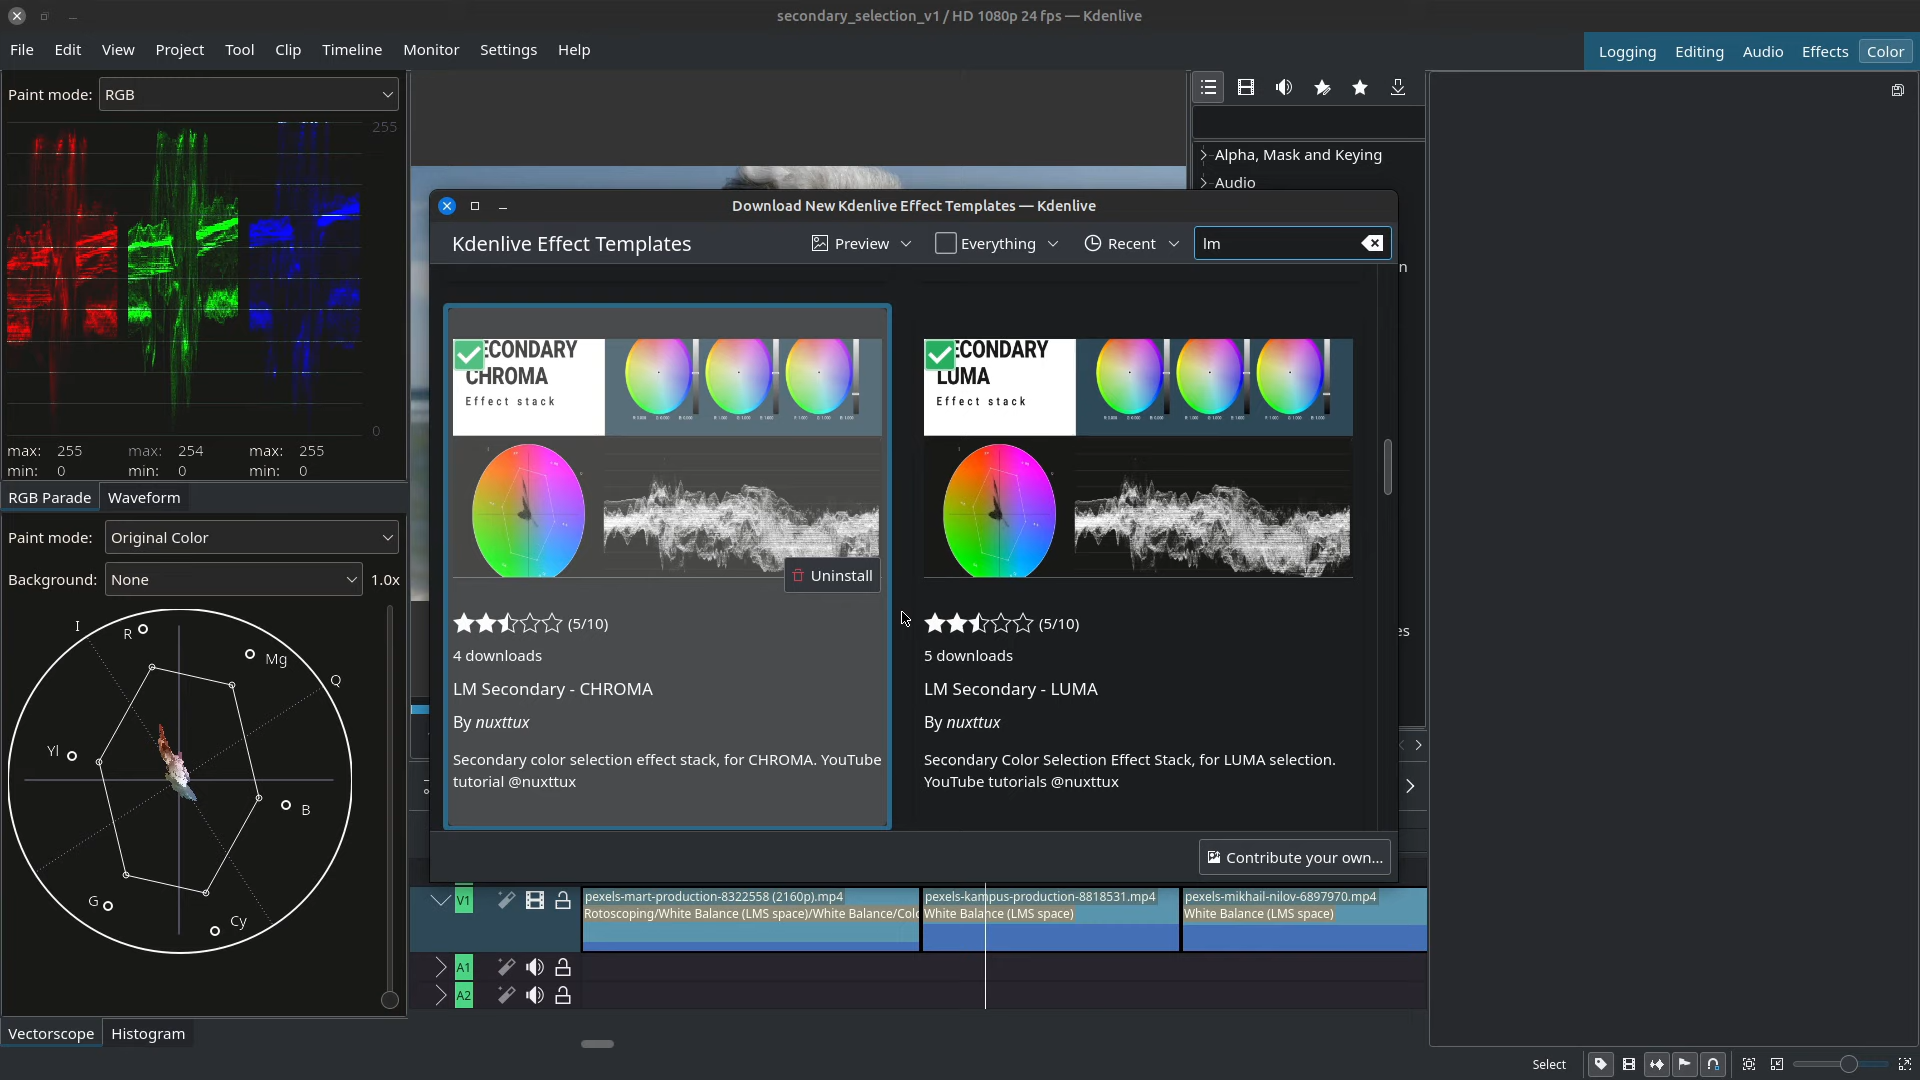 secondary_selection_v1 / HD 1080p 24 fps — Kdenlive
File Edit View Project Tool Clip Timeline Monitor Settings Help
Logging Editing Audio Effects Color
Paint mode: RGB
255
0
max: 255 max: 254 max: 255
min: 0 min: 0 min: 0
RGB Parade Waveform
Paint mode: Original Color
Background: None 1.0x
I
R
Mg
Q
Yl
B
G
Cy
Vectorscope Histogram
Alpha, Mask and Keying
Audio
n
es
Download New Kdenlive Effect Templates — Kdenlive
Kdenlive Effect Templates
Preview Everything Recent lm
ECONDARY
CHROMA
Effect stack
Uninstall
(5/10)
4 downloads
LM Secondary - CHROMA
By nuxttux
Secondary color selection effect stack, for CHROMA. YouTube
tutorial @nuxttux
ECONDARY
LUMA
Effect stack
(5/10)
5 downloads
LM Secondary - LUMA
By nuxttux
Secondary Color Selection Effect Stack, for LUMA selection.
YouTube tutorials @nuxttux
Contribute your own...
V1
pexels-mart-production-8322558 (2160p).mp4
Rotoscoping/White Balance (LMS space)/White Balance/Colo
pexels-kampus-production-8818531.mp4
White Balance (LMS space)
pexels-mikhail-nilov-6897970.mp4
White Balance (LMS space)
A1
A2
Select